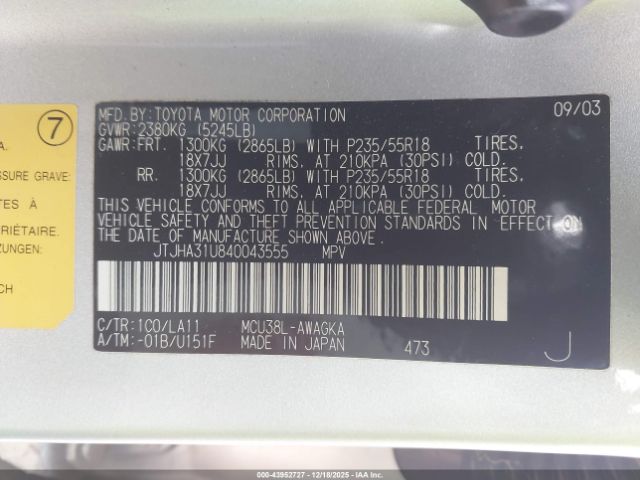 7
A.
SSURE GRAVE:
TES À
PRIÉTAIRE.
ZUNGEN:
CH
MFD.BY:TOYOTA MOTOR CORPORATION 09/03
GVWR:2380KG (5245LB)
GAWR:FRT. 1300KG (2865LB) WITH P235/55R18 TIRES,
18X7JJ RIMS, AT 210KPA (30PSI) COLD.
RR. 1300KG (2865LB) WITH P235/55R18 TIRES,
18X7JJ RIMS, AT 210KPA (30PSI) COLD.
THIS VEHICLE CONFORMS TO ALL APPLICABLE FEDERAL MOTOR
VEHICLE SAFETY AND THEFT PREVENTION STANDARDS IN EFFECT ON
THE DATE OF MANUFACTURE SHOWN ABOVE.
JTJHA31U840043555 MPV
C/TR:1C0/LA11 MCU38L-AWAGKA
A/TM:-01B/U151F MADE IN JAPAN 473 J
000-43952727 - 12/18/2025 - IAA, Inc.